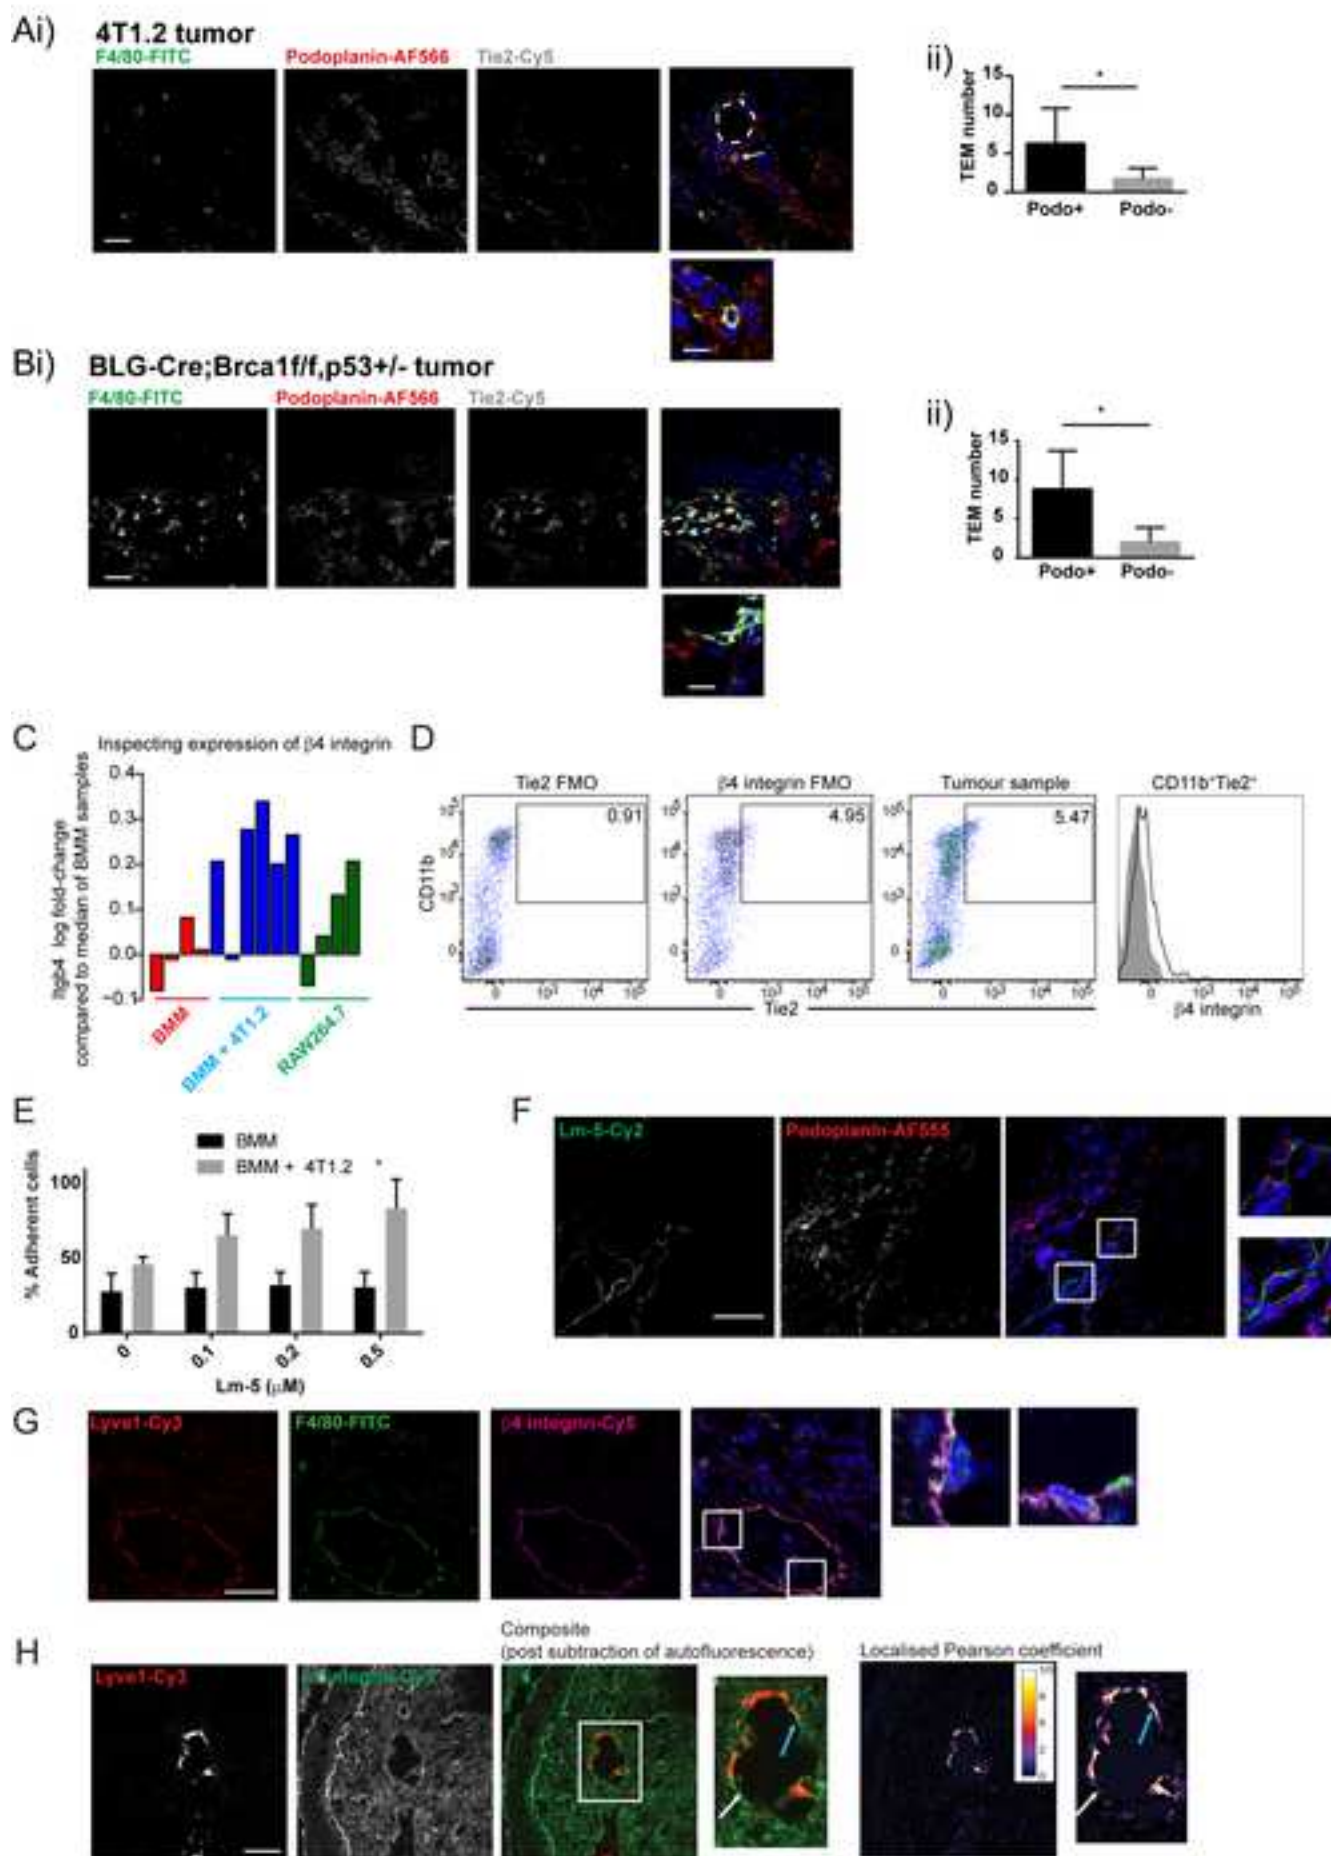 Ai) 4T1.2 tumor
F4/80-FITC Podoplanin-AF566 Tie2-Cy5
ii)
15
10
5
0
TEM number
*
Podo+ Podo-
Bi) BLG-Cre;Brca1f/f,p53+/- tumor
F4/80-FITC Podoplanin-AF566 Tie2-Cy5
ii)
15
10
5
0
TEM number
*
Podo+ Podo-
C
Inspecting expression of β4 integrin
Itgb4 log fold-change
compared to median of BMM samples
0.4
0.3
0.2
0.1
0.0
−0.1
BMM
BMM + 4T1.2
RAW264.7
D
Tie2 FMO β4 integrin FMO Tumour sample CD11b⁺Tie2⁺
0.91 4.95 5.47
CD11b
Tie2
β4 integrin
E
BMM
BMM + 4T1.2 *
% Adherent cells
100
50
0
0 0.1 0.2 0.5
Lm-5 (μM)
F
Lm-5-Cy2 Podoplanin-AF555
G
Lyve1-Cy3 F4/80-FITC β4 integrin-Cy5
H
Composite
(post subtraction of autofluorescence)
Localised Pearson coefficient
Lyve1-Cy3